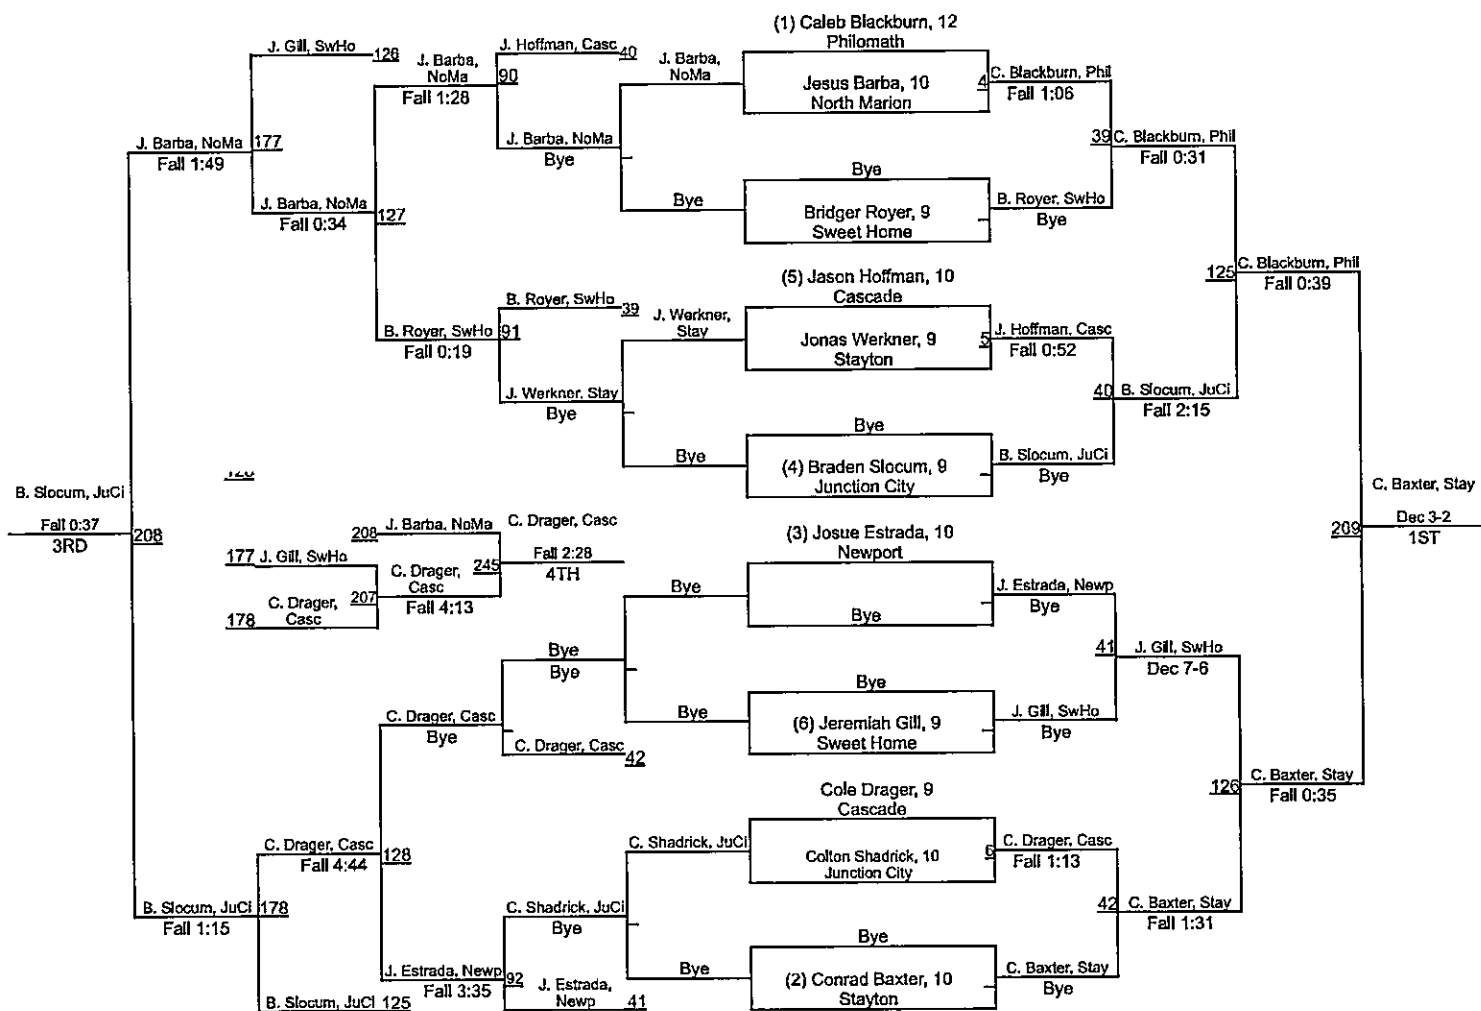 (1) Caleb Blackburn, 12
Philomath
J. Gill, SwHo
128
J. Barba,
NoMa
Fall 1:28
J. Hoffman, Casc
40
90
J. Barba,
NoMa
Jesus Barba, 10
North Marion
4
C. Blackburn, Phil
Fall 1:06
J. Barba, NoMa
Fall 1:49
177
J. Barba, NoMa
Bye
39
C. Blackburn, Phil
Fall 0:31
J. Barba, NoMa
Fall 0:34
127
Bye
Bye
Bridger Royer, 9
Sweet Home
B. Royer, SwHo
Bye
(5) Jason Hoffman, 10
Cascade
125
C. Blackburn, Phil
Fall 0:39
B. Royer, SwHo
Fall 0:19
91
B. Royer, SwHo
39
J. Werkner,
Stay
Jonas Werkner, 9
Stayton
5
J. Hoffman, Casc
Fall 0:52
J. Werkner, Stay
Bye
40
B. Slocum, JuCi
Fall 2:15
Bye
Bye
(4) Braden Slocum, 9
Junction City
B. Slocum, JuCi
Bye
B. Slocum, JuCi
Fall 0:37
3RD
208
208
J. Barba, NoMa
C. Drager, Casc
Fall 2:28
4TH
245
177
J. Gill, SwHo
C. Drager,
Casc
Fall 4:13
207
178
C. Drager,
Casc
(3) Josue Estrada, 10
Newport
209
C. Baxter, Stay
Dec 3-2
1ST
Bye
Bye
J. Estrada, Newp
Bye
Bye
Bye
41
J. Gill, SwHo
Dec 7-6
C. Drager, Casc
Bye
C. Drager, Casc
42
Bye
Bye
(6) Jeremiah Gill, 9
Sweet Home
J. Gill, SwHo
Bye
Cole Drager, 9
Cascade
126
C. Baxter, Stay
Fall 0:35
C. Drager, Casc
Fall 4:44
128
C. Shadrick, JuCi
Colton Shadrick, 10
Junction City
6
C. Drager, Casc
Fall 1:13
B. Slocum, JuCi
Fall 1:15
178
C. Shadrick, JuCi
Bye
42
C. Baxter, Stay
Fall 1:31
J. Estrada, Newp
Fall 3:35
92
J. Estrada,
Newp
41
Bye
Bye
(2) Conrad Baxter, 10
Stayton
C. Baxter, Stay
Bye
B. Slocum, JuCi
125